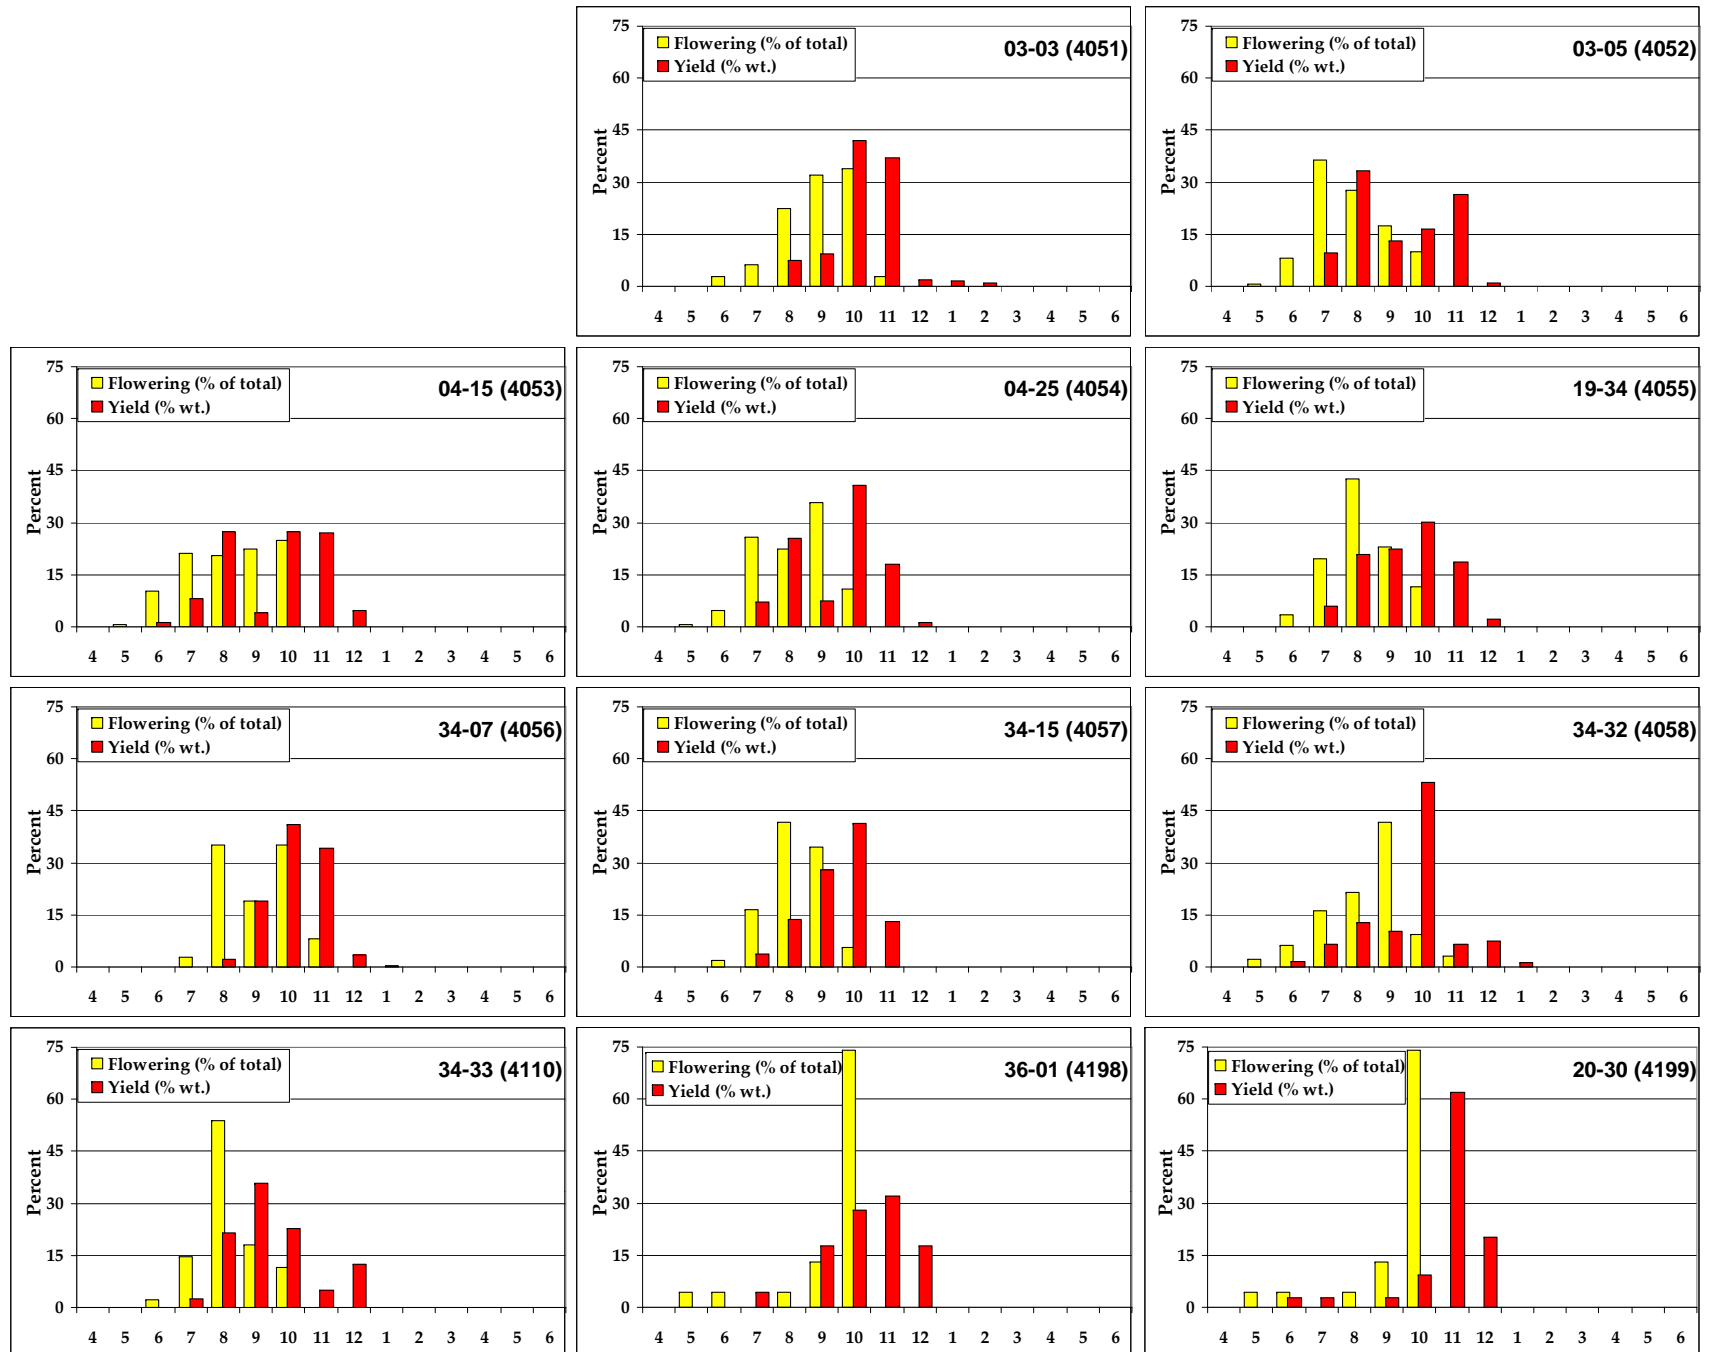 75
Flowering (% of total)
03-03 (4051)
Yield (% wt.)
60
45
Percent
30
15
0
4 5 6 7 8 9 10 11 12 1 2 3 4 5 6
75
Flowering (% of total)
03-05 (4052)
Yield (% wt.)
60
45
Percent
30
15
0
4 5 6 7 8 9 10 11 12 1 2 3 4 5 6
75
Flowering (% of total)
04-15 (4053)
Yield (% wt.)
60
45
Percent
30
15
0
4 5 6 7 8 9 10 11 12 1 2 3 4 5 6
75
Flowering (% of total)
04-25 (4054)
Yield (% wt.)
60
45
Percent
30
15
0
4 5 6 7 8 9 10 11 12 1 2 3 4 5 6
75
Flowering (% of total)
19-34 (4055)
Yield (% wt.)
60
45
Percent
30
15
0
4 5 6 7 8 9 10 11 12 1 2 3 4 5 6
75
Flowering (% of total)
34-07 (4056)
Yield (% wt.)
60
45
Percent
30
15
0
4 5 6 7 8 9 10 11 12 1 2 3 4 5 6
75
Flowering (% of total)
34-15 (4057)
Yield (% wt.)
60
45
Percent
30
15
0
4 5 6 7 8 9 10 11 12 1 2 3 4 5 6
75
Flowering (% of total)
34-32 (4058)
Yield (% wt.)
60
45
Percent
30
15
0
4 5 6 7 8 9 10 11 12 1 2 3 4 5 6
75
Flowering (% of total)
34-33 (4110)
Yield (% wt.)
60
45
Percent
30
15
0
4 5 6 7 8 9 10 11 12 1 2 3 4 5 6
75
Flowering (% of total)
36-01 (4198)
Yield (% wt.)
60
45
Percent
30
15
0
4 5 6 7 8 9 10 11 12 1 2 3 4 5 6
75
Flowering (% of total)
20-30 (4199)
Yield (% wt.)
60
45
Percent
30
15
0
4 5 6 7 8 9 10 11 12 1 2 3 4 5 6